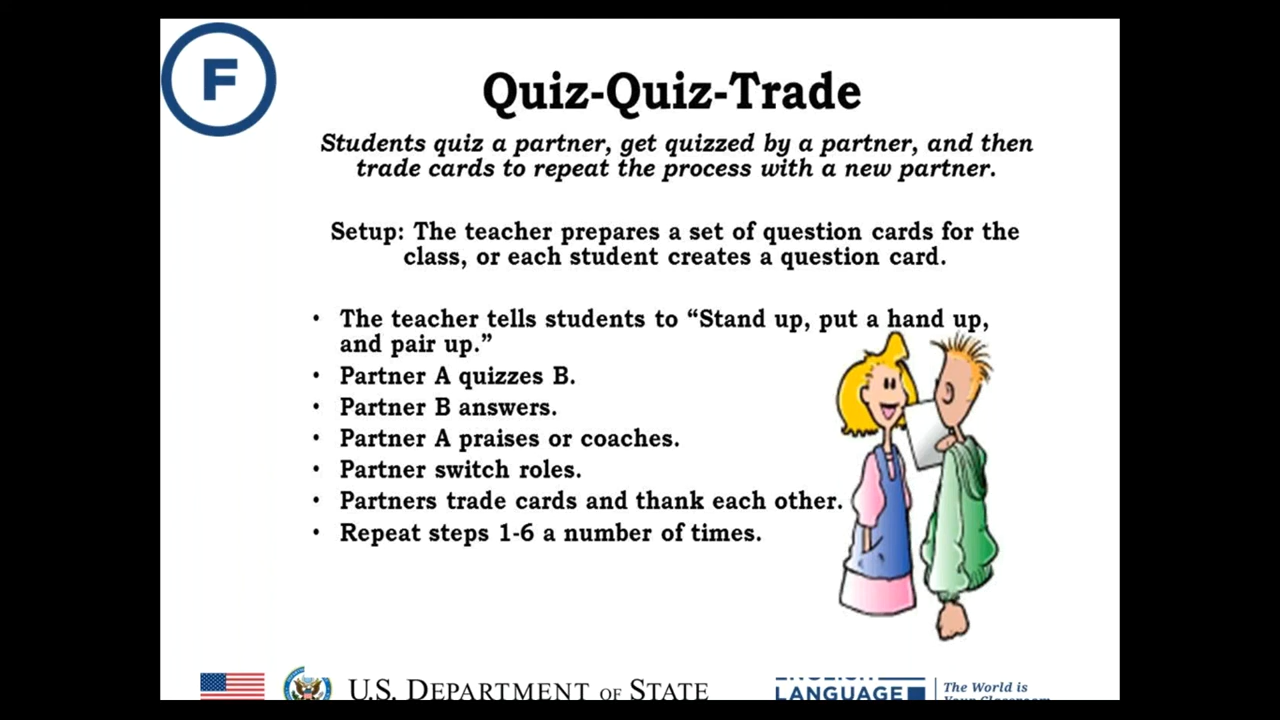 F
Quiz-Quiz-Trade
Students quiz a partner, get quizzed by a partner, and then
trade cards to repeat the process with a new partner.
Setup: The teacher prepares a set of question cards for the
class, or each student creates a question card.
• The teacher tells students to “Stand up, put a hand up,
and pair up.”
• Partner A quizzes B.
• Partner B answers.
• Partner A praises or coaches.
• Partner switch roles.
• Partners trade cards and thank each other.
• Repeat steps 1-6 a number of times.
U.S. DEPARTMENT OF STATE
ENGLISH
LANGUAGE
The World is
Your Classroom